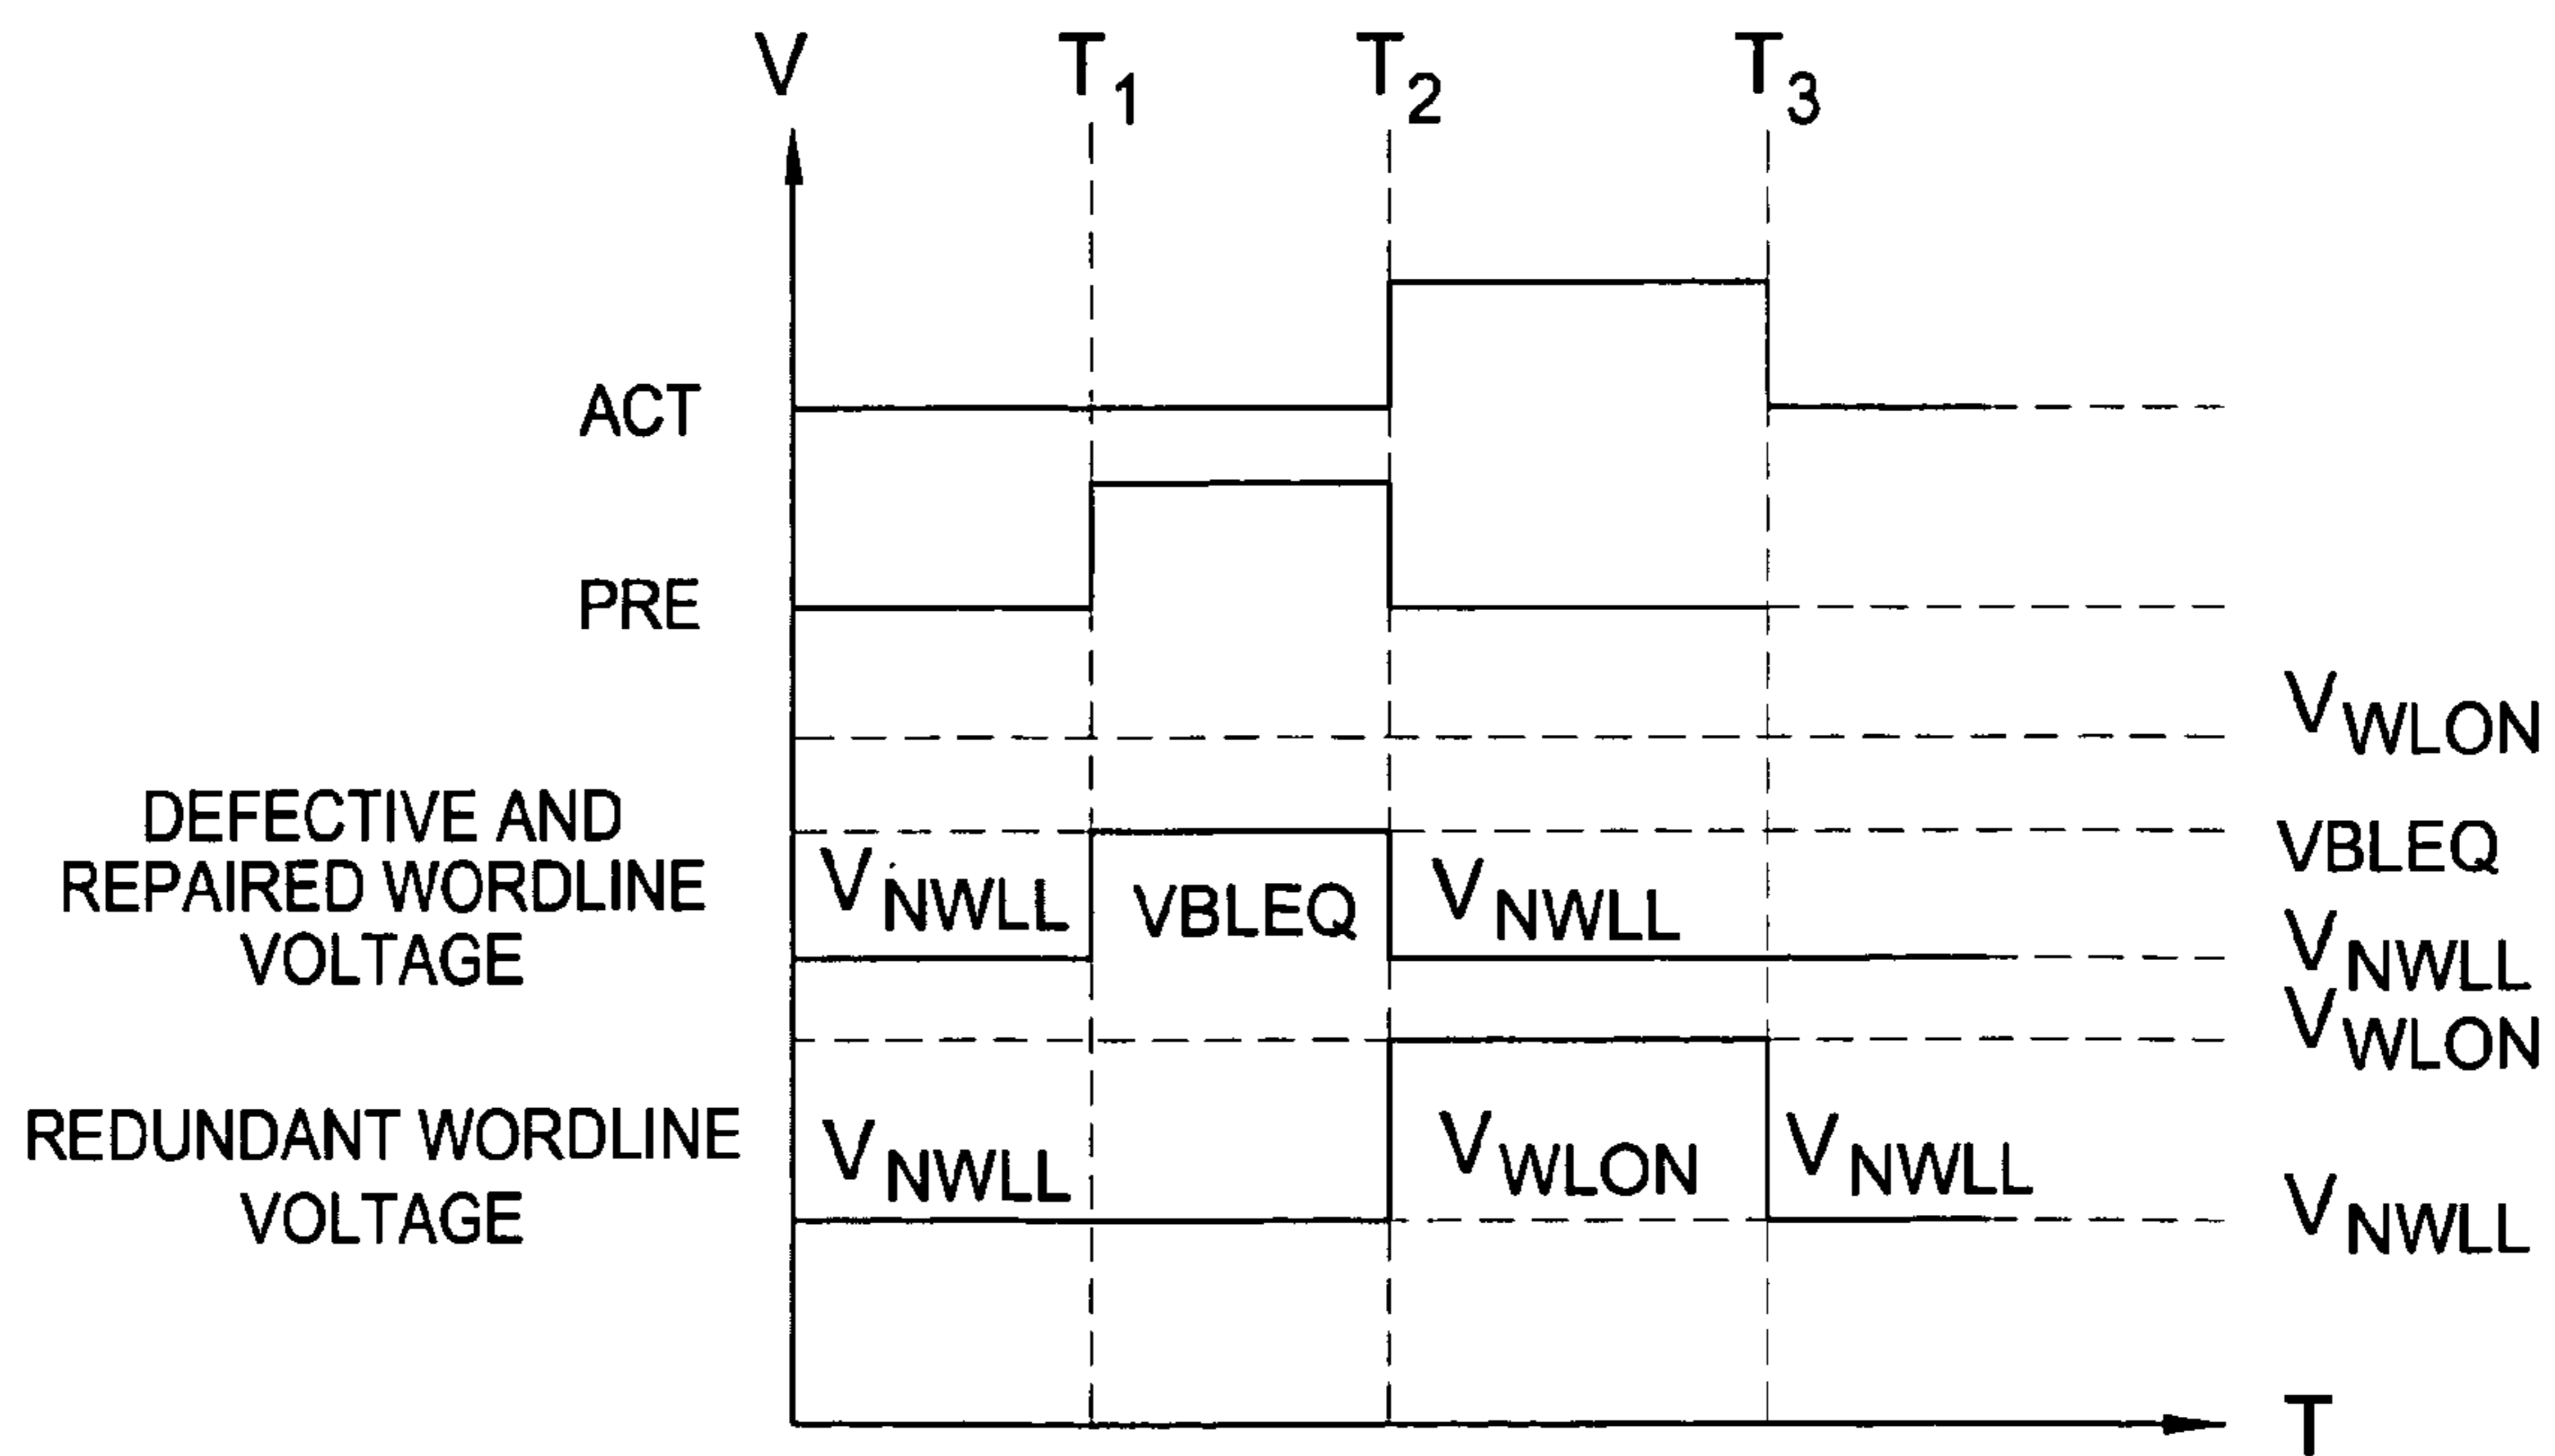 V
T1
T2
T3
ACT
PRE
VWLON
DEFECTIVE AND
REPAIRED WORDLINE
VOLTAGE
VNWLL
VBLEQ
VNWLL
VBLEQ
VNWLL
VWLON
REDUNDANT WORDLINE
VOLTAGE
VNWLL
VWLON
VNWLL
VNWLL
T